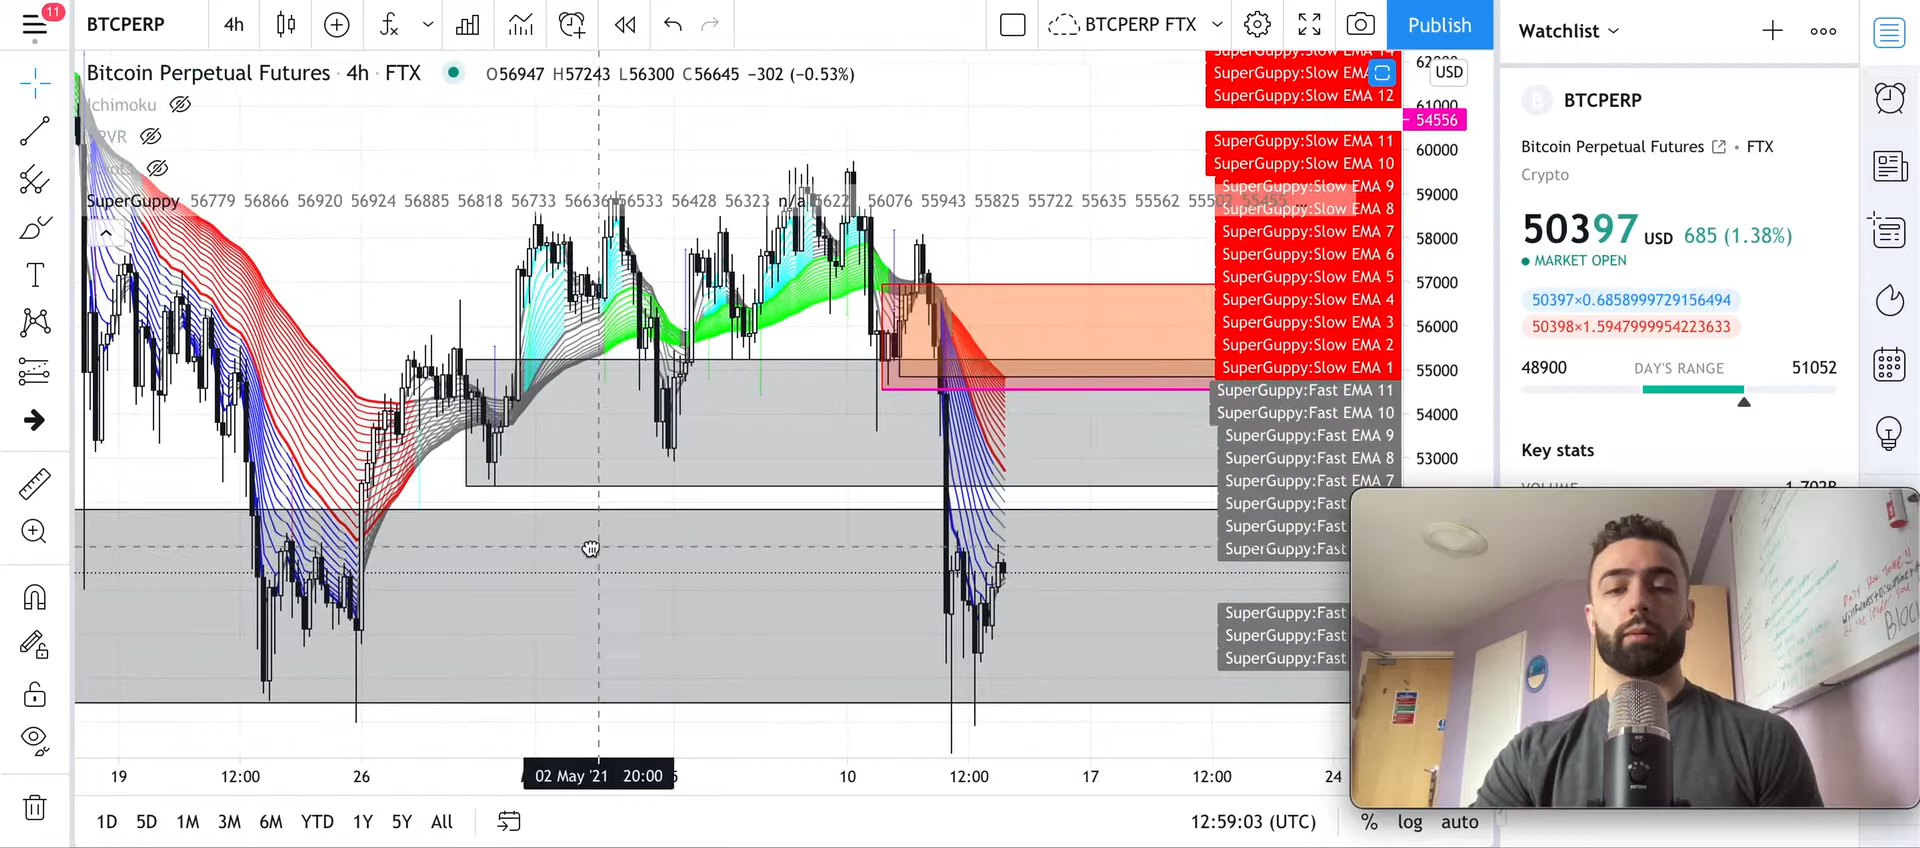 11
BTCPERP
4h
BTCPERP FTX
Publish
Watchlist
Bitcoin Perpetual Futures · 4h · FTX
O56947 H57243 L56300 C56645 −302 (−0.53%)
Ichimoku
SuperGuppy 56779 56866 56920 56924 56885 56818 56733 56533 56428 56323 n/a 56076 55943 55825 55722 55635 55562
SuperGuppy:Slow EMA 14
SuperGuppy:Slow EMA
SuperGuppy:Slow EMA 12
SuperGuppy:Slow EMA 11
SuperGuppy:Slow EMA 10
SuperGuppy:Slow EMA 9
SuperGuppy:Slow EMA 8
SuperGuppy:Slow EMA 7
SuperGuppy:Slow EMA 6
SuperGuppy:Slow EMA 5
SuperGuppy:Slow EMA 4
SuperGuppy:Slow EMA 3
SuperGuppy:Slow EMA 2
SuperGuppy:Slow EMA 1
SuperGuppy:Fast EMA 11
SuperGuppy:Fast EMA 10
SuperGuppy:Fast EMA 9
SuperGuppy:Fast EMA 8
SuperGuppy:Fast EMA 7
SuperGuppy:Fast
SuperGuppy:Fast
SuperGuppy:Fast
SuperGuppy:Fast
SuperGuppy:Fast
SuperGuppy:Fast
USD
61000
54556
60000
59000
58000
57000
56000
55000
54000
53000
19
12:00
26
02 May '21 20:00
10
12:00
17
12:00
24
1D 5D 1M 3M 6M YTD 1Y 5Y All
12:59:03 (UTC)
% log auto
BTCPERP
Bitcoin Perpetual Futures • FTX
Crypto
50397 USD 685 (1.38%)
MARKET OPEN
50397×0.6858999729156494
50398×1.5947999954223633
48900 DAY'S RANGE 51052
Key stats